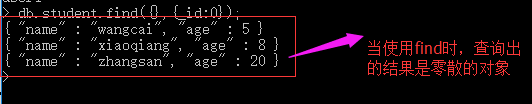 > db.student.find({},{_id:0});
{ "name" : "wangcai", "age" : 5 }
{ "name" : "xiaoqiang", "age" : 8 }
{ "name" : "zhangsan", "age" : 20 }
>
当使用find时，查询出
的结果是零散的对象